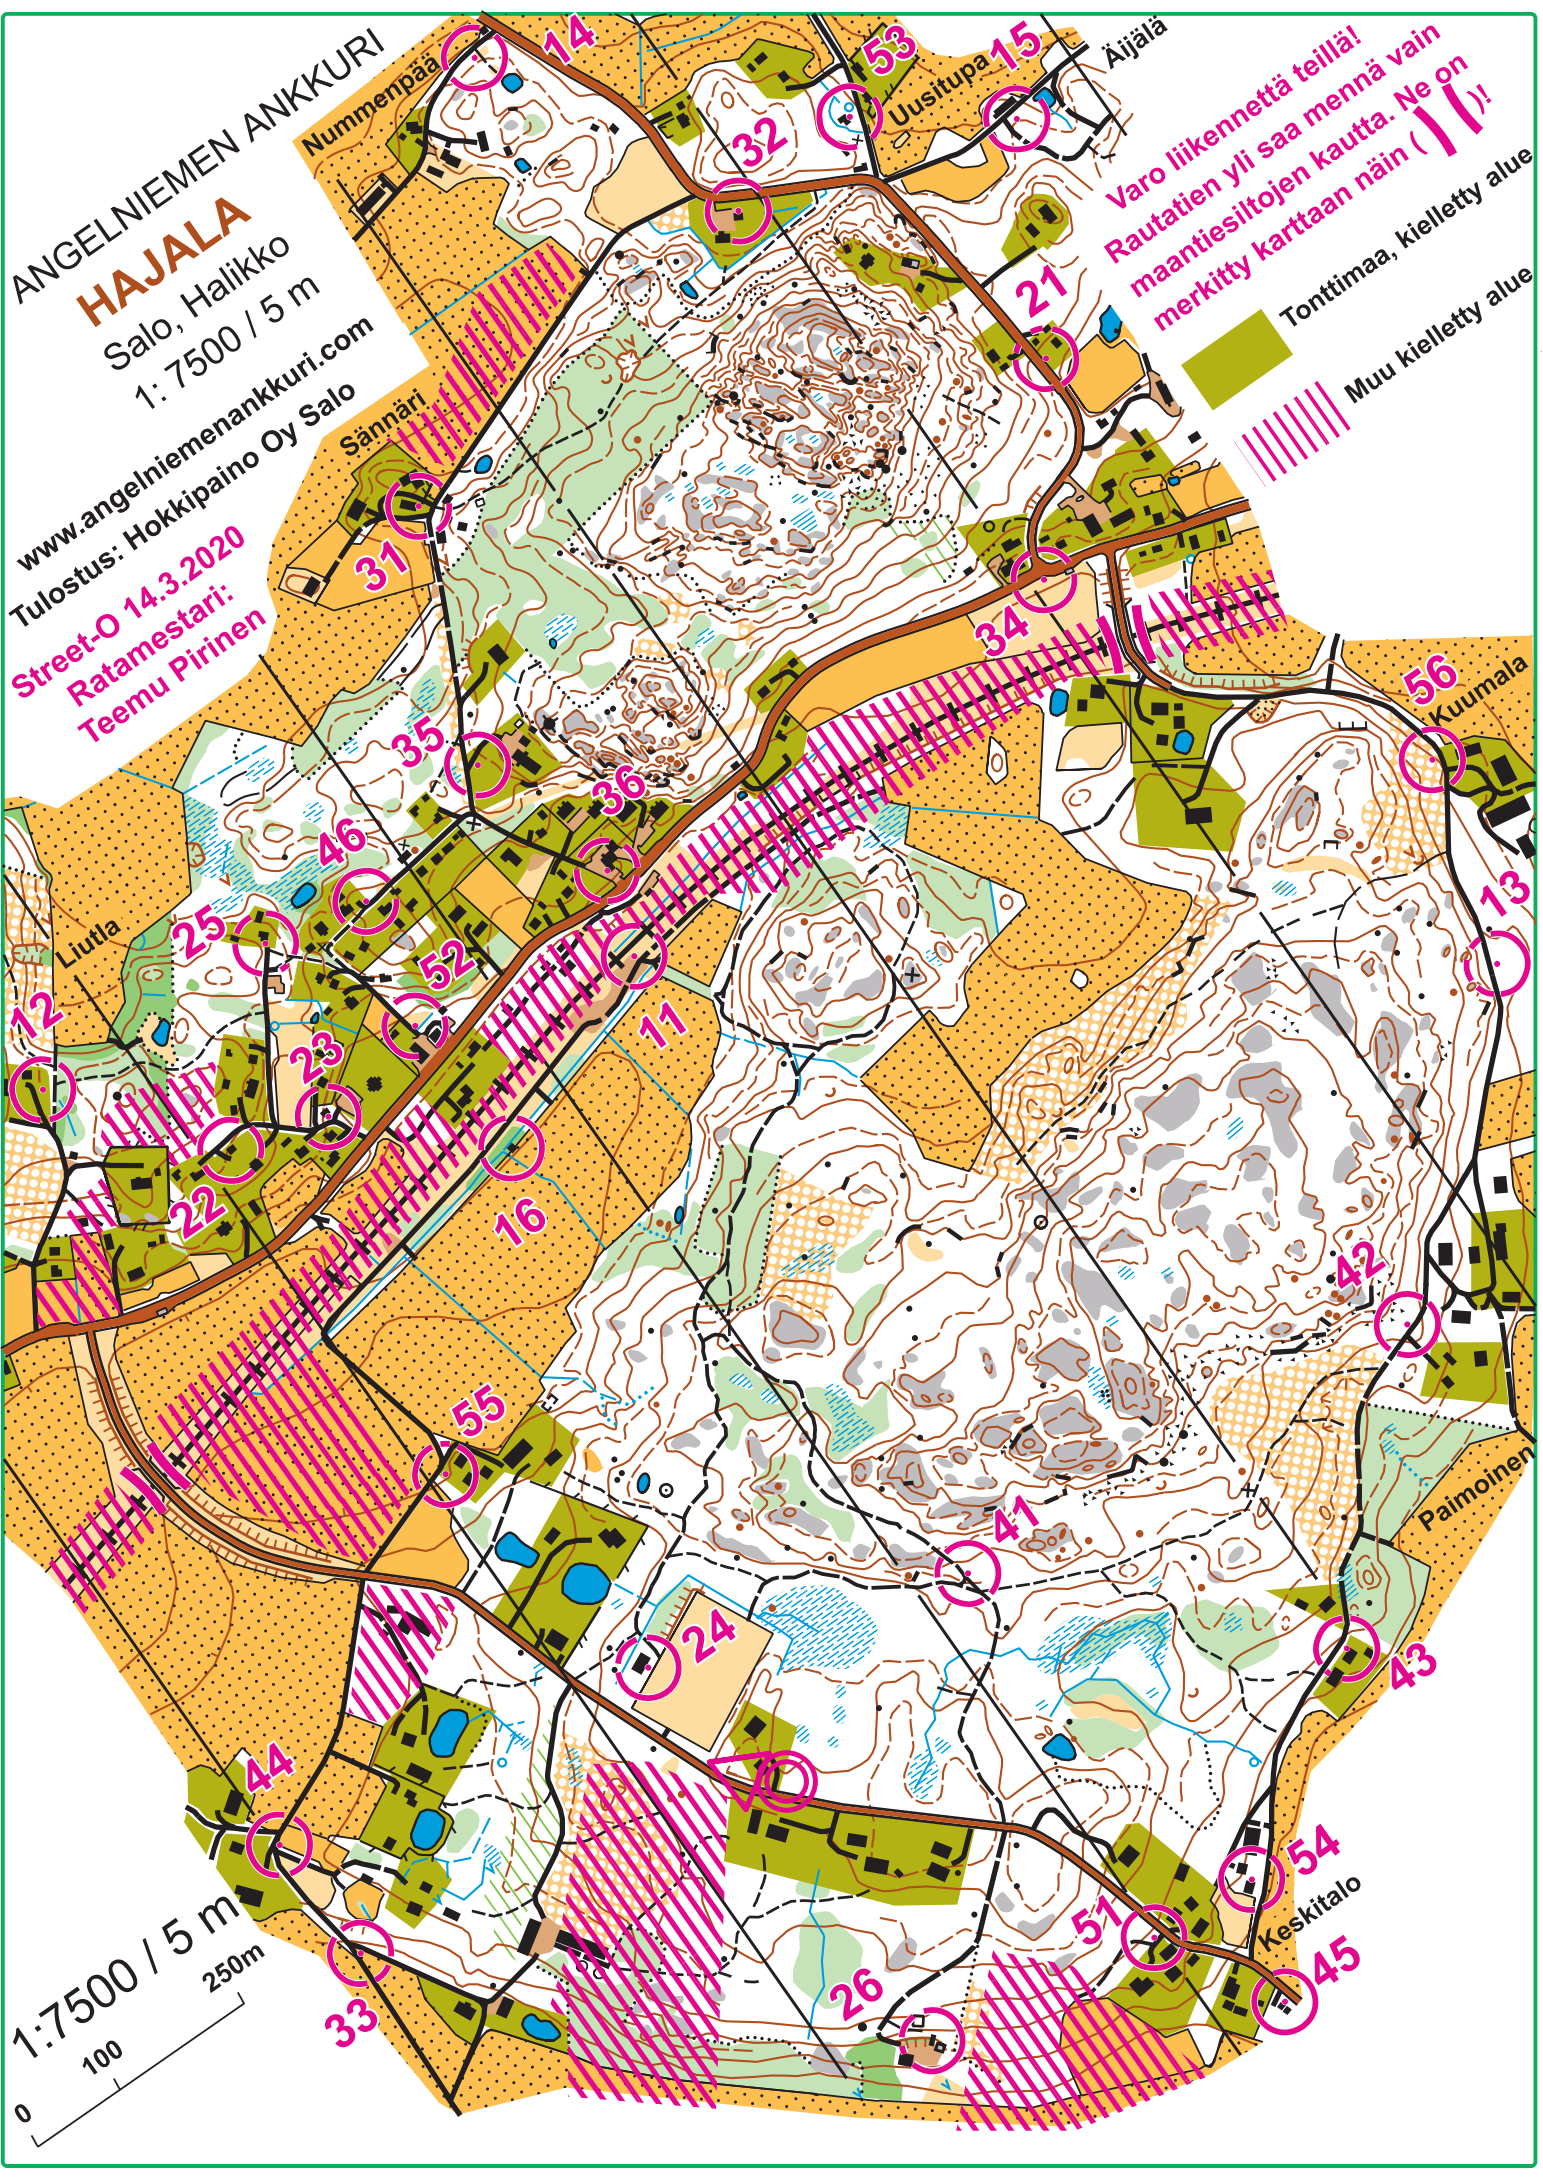 ANGELNIEMEN ANKKURI
HAJALA
Salo, Halikko
1: 7500 / 5 m
www.angelniemenankkuri.com
Tulostus: Hokkipaino Oy Salo
Street-O 14.3.2020
Ratamestari:
Teemu Pirinen
Varo liikennettä teillä!
Rautatien yli saa mennä vain
maantiesiltojen kautta. Ne on
merkitty karttaan näin ( )!
Tonttimaa, kielletty alue
Muu kielletty alue
Nummenpää
14
53
Uusitupa
15
Äijälä
32
21
Sännäri
31
34
56
Kuumala
35
36
46
13
25
Liutla
52
12
11
23
22
16
42
55
41
Paimoinen
24
43
44
54
51
Keskitalo
45
26
33
1:7500 / 5 m
0
100
250m